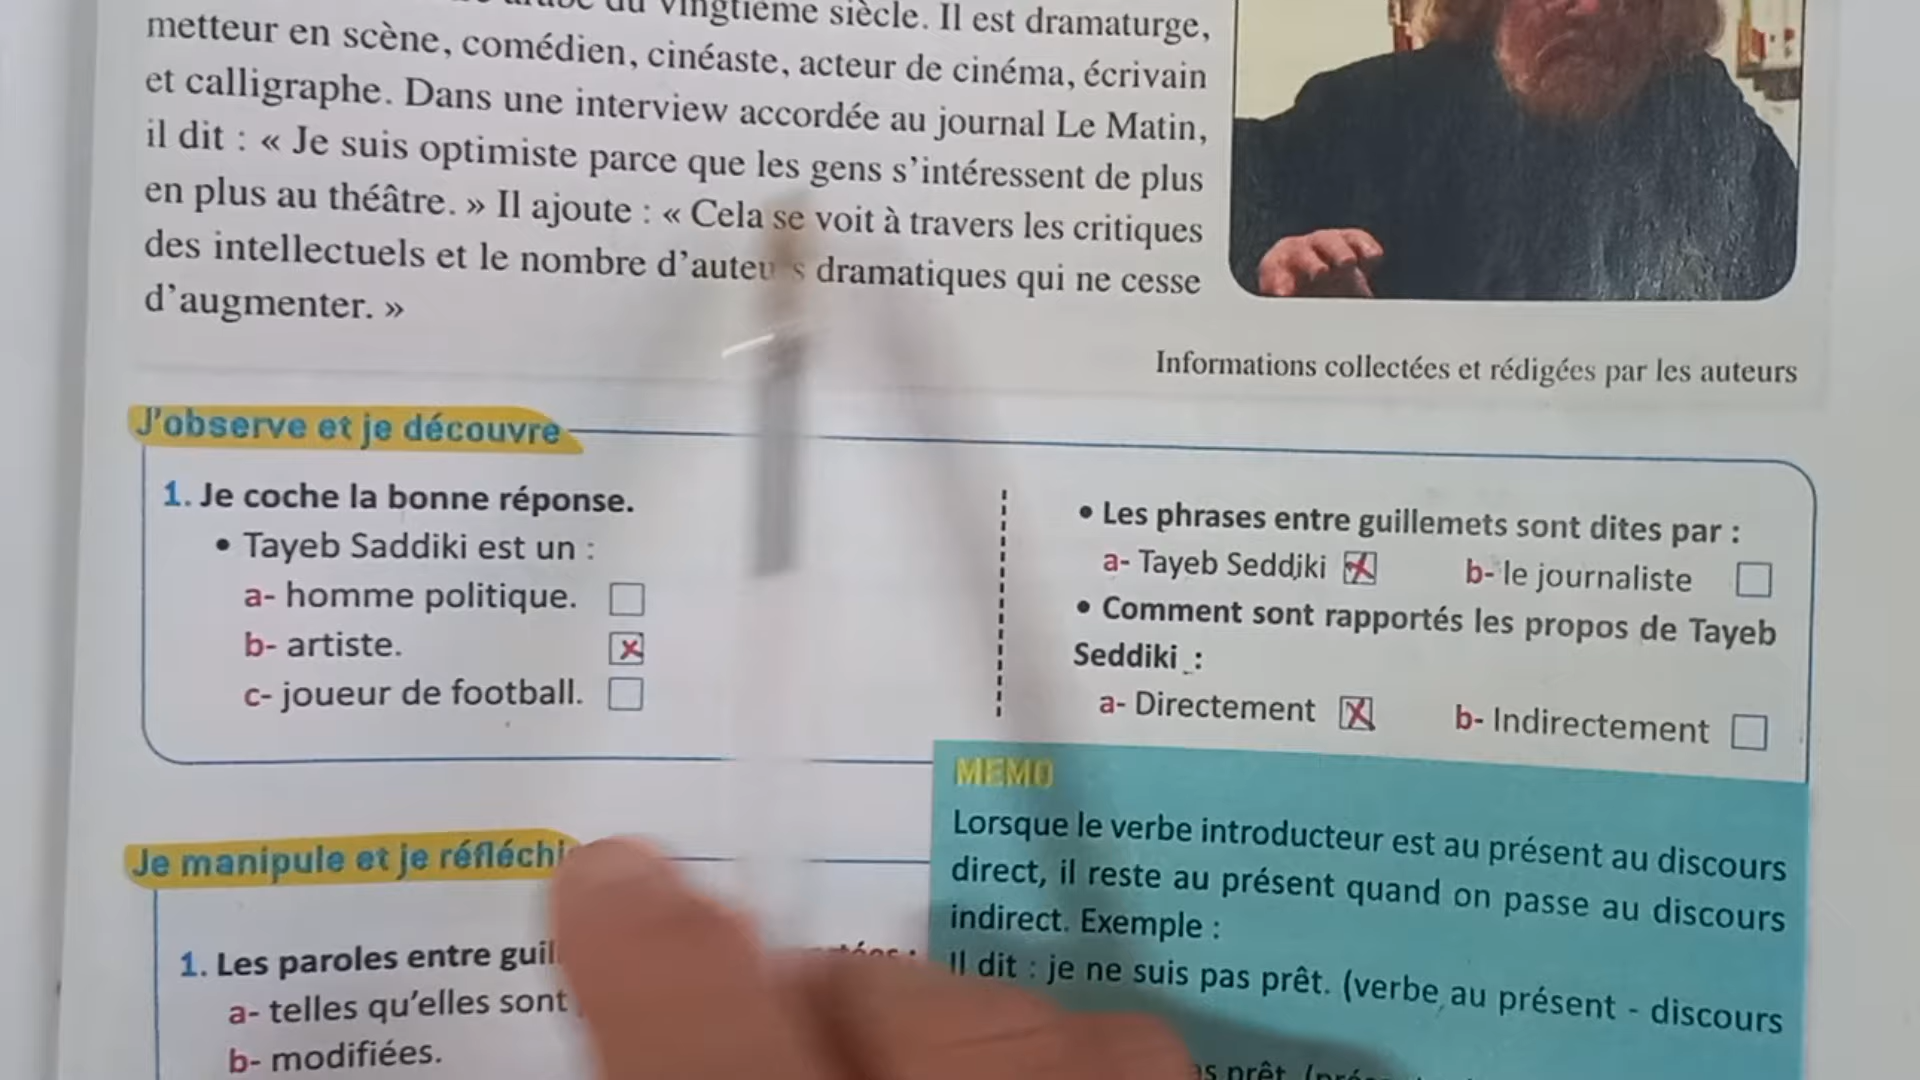 du vingtième siècle. Il est dramaturge,
metteur en scène, comédien, cinéaste, acteur de cinéma, écrivain
et calligraphe. Dans une interview accordée au journal Le Matin,
il dit : « Je suis optimiste parce que les gens s’intéressent de plus
en plus au théâtre. » Il ajoute : « Cela se voit à travers les critiques
des intellectuels et le nombre d’auteurs dramatiques qui ne cesse
d’augmenter. »
Informations collectées et rédigées par les auteurs
J’observe et je découvre
1. Je coche la bonne réponse.
• Tayeb Saddiki est un :
a- homme politique.
b- artiste.
c- joueur de football.
• Les phrases entre guillemets sont dites par :
a- Tayeb Seddiki b- le journaliste
• Comment sont rapportés les propos de Tayeb
Seddiki :
a- Directement b- Indirectement
MEMO
Lorsque le verbe introducteur est au présent au discours
direct, il reste au présent quand on passe au discours
indirect. Exemple :
Il dit : je ne suis pas prêt. (verbe au présent - discours
prêt.
Je manipule et je réfléchi
1. Les paroles entre
a- telles qu’elles sont
b- modifiées.